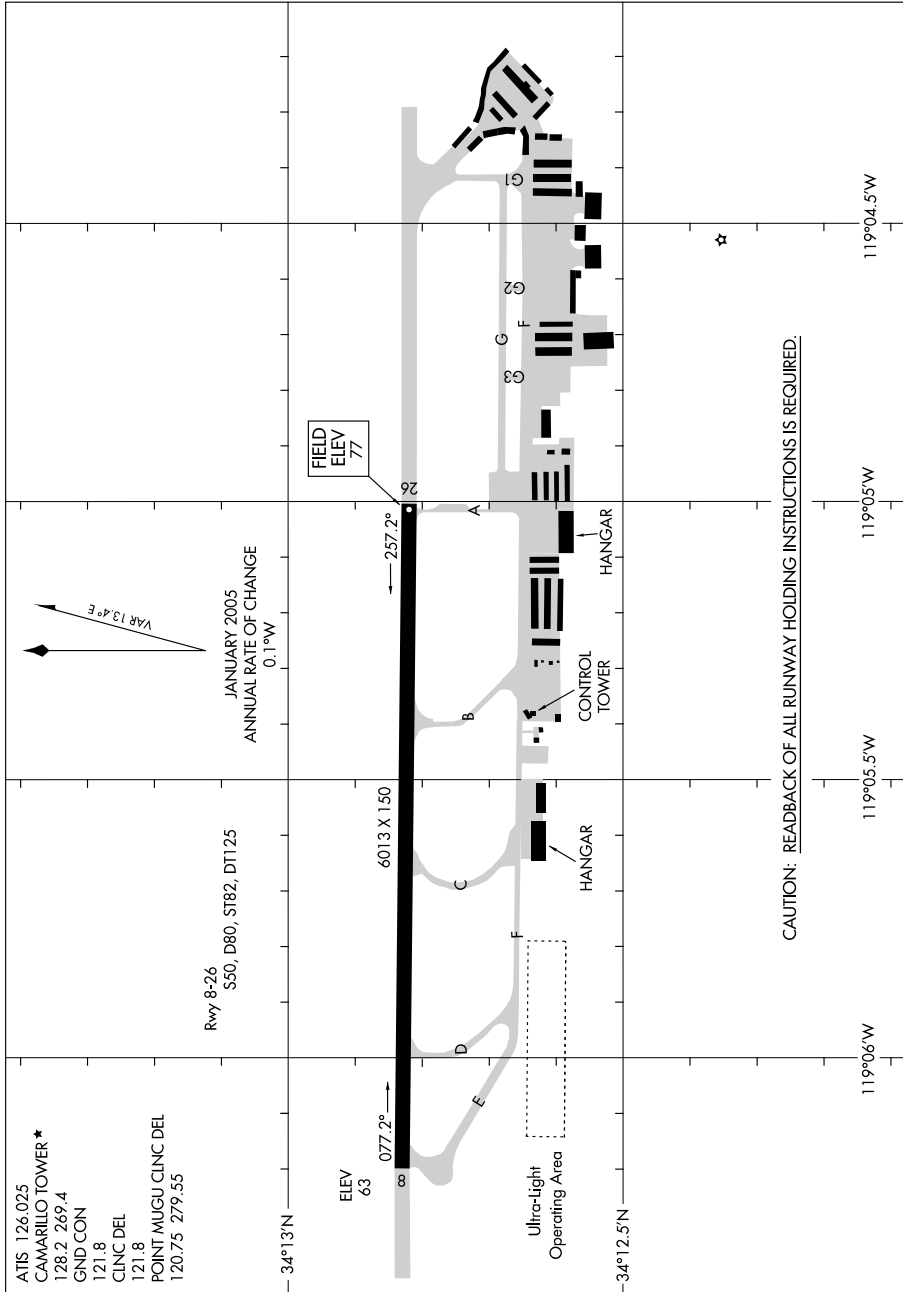 ATIS 126.025
CAMARILLO TOWER ★
128.2 269.4
GND CON
121.8
CLNC DEL
121.8
POINT MUGU CLNC DEL
120.75 279.55
Rwy 8-26
S50, D80, ST82, DT125
VAR 13.4° E
JANUARY 2005
ANNUAL RATE OF CHANGE
0.1°W
34°13'N
FIELD
ELEV
77
ELEV
63
077.2°
6013 X 150
257.2°
8
26
A
B
C
D
E
F
G
F
G1
G2
G3
HANGAR
CONTROL
TOWER
HANGAR
Ultra-Light
Operating Area
34°12.5'N
CAUTION: READBACK OF ALL RUNWAY HOLDING INSTRUCTIONS IS REQUIRED.
119°06'W
119°05.5'W
119°05'W
119°04.5'W